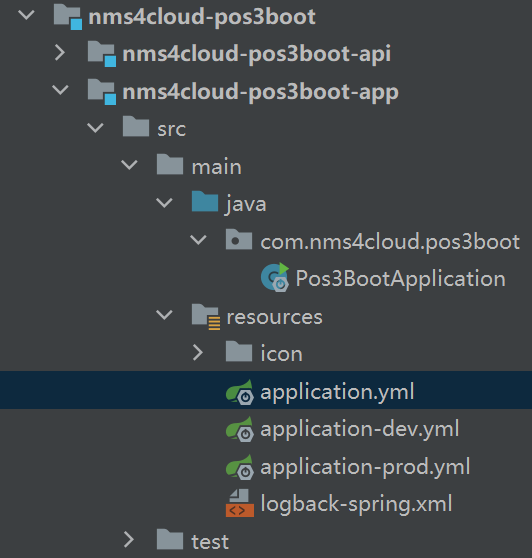 nms4cloud-pos3boot
nms4cloud-pos3boot-api
nms4cloud-pos3boot-app
src
main
java
com.nms4cloud.pos3boot
Pos3BootApplication
resources
icon
application.yml
application-dev.yml
application-prod.yml
logback-spring.xml
test